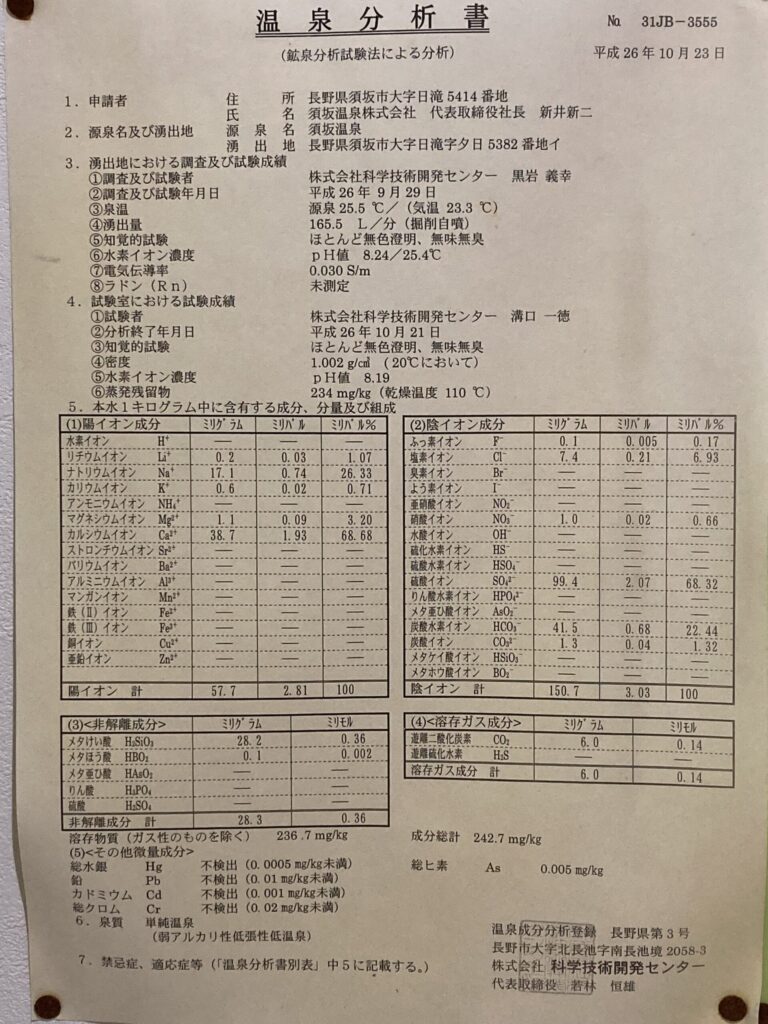 温泉分析書
№ 31JB-3555
(鉱泉分析試験法による分析)
平成26年10月23日
1. 申請者 住 所 長野県須坂市大字日滝5414番地
氏 名 須坂温泉株式会社 代表取締役社長 新井新二
2. 源泉名及び湧出地 源 泉 名 須坂温泉
湧 出 地 長野県須坂市大字日滝字夕日5382番地イ
3. 湧出地における調査及び試験成績
①調査及び試験者 株式会社科学技術開発センター 黒岩 義幸
②調査及び試験年月日 平成26年9月29日
③泉温 源泉25.5 ℃/(気温 23.3 ℃)
④湧出量 165.5 L/分(掘削自噴)
⑤知覚的試験 ほとんど無色澄明、無味無臭
⑥水素イオン濃度 pH値 8.24/25.4℃
⑦電気伝導率 0.030 S/m
⑧ラドン(Rn) 未測定
4. 試験室における試験成績
①試験者 株式会社科学技術開発センター 溝口 一徳
②分析終了年月日 平成26年10月21日
③知覚的試験 ほとんど無色澄明、無味無臭
④密度 1.002 g/cm³ (20℃において)
⑤水素イオン濃度 pH値 8.19
⑥蒸発残留物 234 mg/kg(乾燥温度 110 ℃)
5. 本水1キログラム中に含有する成分、分量及び組成
(1)陽イオン成分 ミリグラム ミリバル ミリバル%
水素イオン H⁺ — — —
リチウムイオン Li⁺ 0.2 0.03 1.07
ナトリウムイオン Na⁺ 17.1 0.74 26.33
カリウムイオン K⁺ 0.6 0.02 0.71
アンモニウムイオン NH₄⁺ — — —
マグネシウムイオン Mg²⁺ 1.1 0.09 3.20
カルシウムイオン Ca²⁺ 38.7 1.93 68.68
ストロンチウムイオン Sr²⁺ — — —
バリウムイオン Ba²⁺ — — —
アルミニウムイオン Al³⁺ — — —
マンガンイオン Mn²⁺ — — —
鉄(Ⅱ)イオン Fe²⁺ — — —
鉄(Ⅲ)イオン Fe³⁺ — — —
銅イオン Cu²⁺ — — —
亜鉛イオン Zn²⁺ — — —
陽イオン 計 57.7 2.81 100
(2)陰イオン成分 ミリグラム ミリバル ミリバル%
ふっ素イオン F⁻ 0.1 0.005 0.17
塩素イオン Cl⁻ 7.4 0.21 6.93
臭素イオン Br⁻ — — —
よう素イオン I⁻ — — —
亜硝酸イオン NO₂⁻ — — —
硝酸イオン NO₃⁻ 1.0 0.02 0.66
水酸イオン OH⁻ — — —
硫化水素イオン HS⁻ — — —
硫酸水素イオン HSO₄⁻ — — —
硫酸イオン SO₄²⁻ 99.4 2.07 68.32
りん酸水素イオン HPO₄²⁻ — — —
メタ亜ひ酸イオン AsO₂⁻ — — —
炭酸水素イオン HCO₃⁻ 41.5 0.68 22.44
炭酸イオン CO₃²⁻ 1.3 0.04 1.32
メタケイ酸イオン HSiO₃⁻ — — —
メタホウ酸イオン BO₂⁻ — — —
陰イオン 計 150.7 3.03 100
(3)<非解離成分> ミリグラム ミリモル
メタけい酸 H₂SiO₃ 28.2 0.36
メタほう酸 HBO₂ 0.1 0.002
メタ亜ひ酸 HAsO₂ — —
りん酸 H₃PO₄ — —
硫酸 H₂SO₄ — —
非解離成分 計 28.3 0.36
(4)<溶存ガス成分> ミリグラム ミリモル
遊離二酸化炭素 CO₂ 6.0 0.14
遊離硫化水素 H₂S — —
溶存ガス成分 計 6.0 0.14
溶存物質(ガス性のものを除く) 236.7 mg/kg
成分総計 242.7 mg/kg
(5)<その他微量成分>
総水銀 Hg 不検出(0.0005 mg/kg未満)
鉛 Pb 不検出(0.01 mg/kg未満)
カドミウム Cd 不検出(0.001 mg/kg未満)
総クロム Cr 不検出(0.02 mg/kg未満)
総ヒ素 As 0.005 mg/kg
6. 泉質 単純温泉
(弱アルカリ性低張性低温泉)
7. 禁忌症、適応症等(「温泉分析書別表」中5に記載する。)
温泉成分分析登録 長野県第3号
長野市大字北長池字南長池境2058-3
株式会社 科学技術開発センター
代表取締役 若林 恒雄